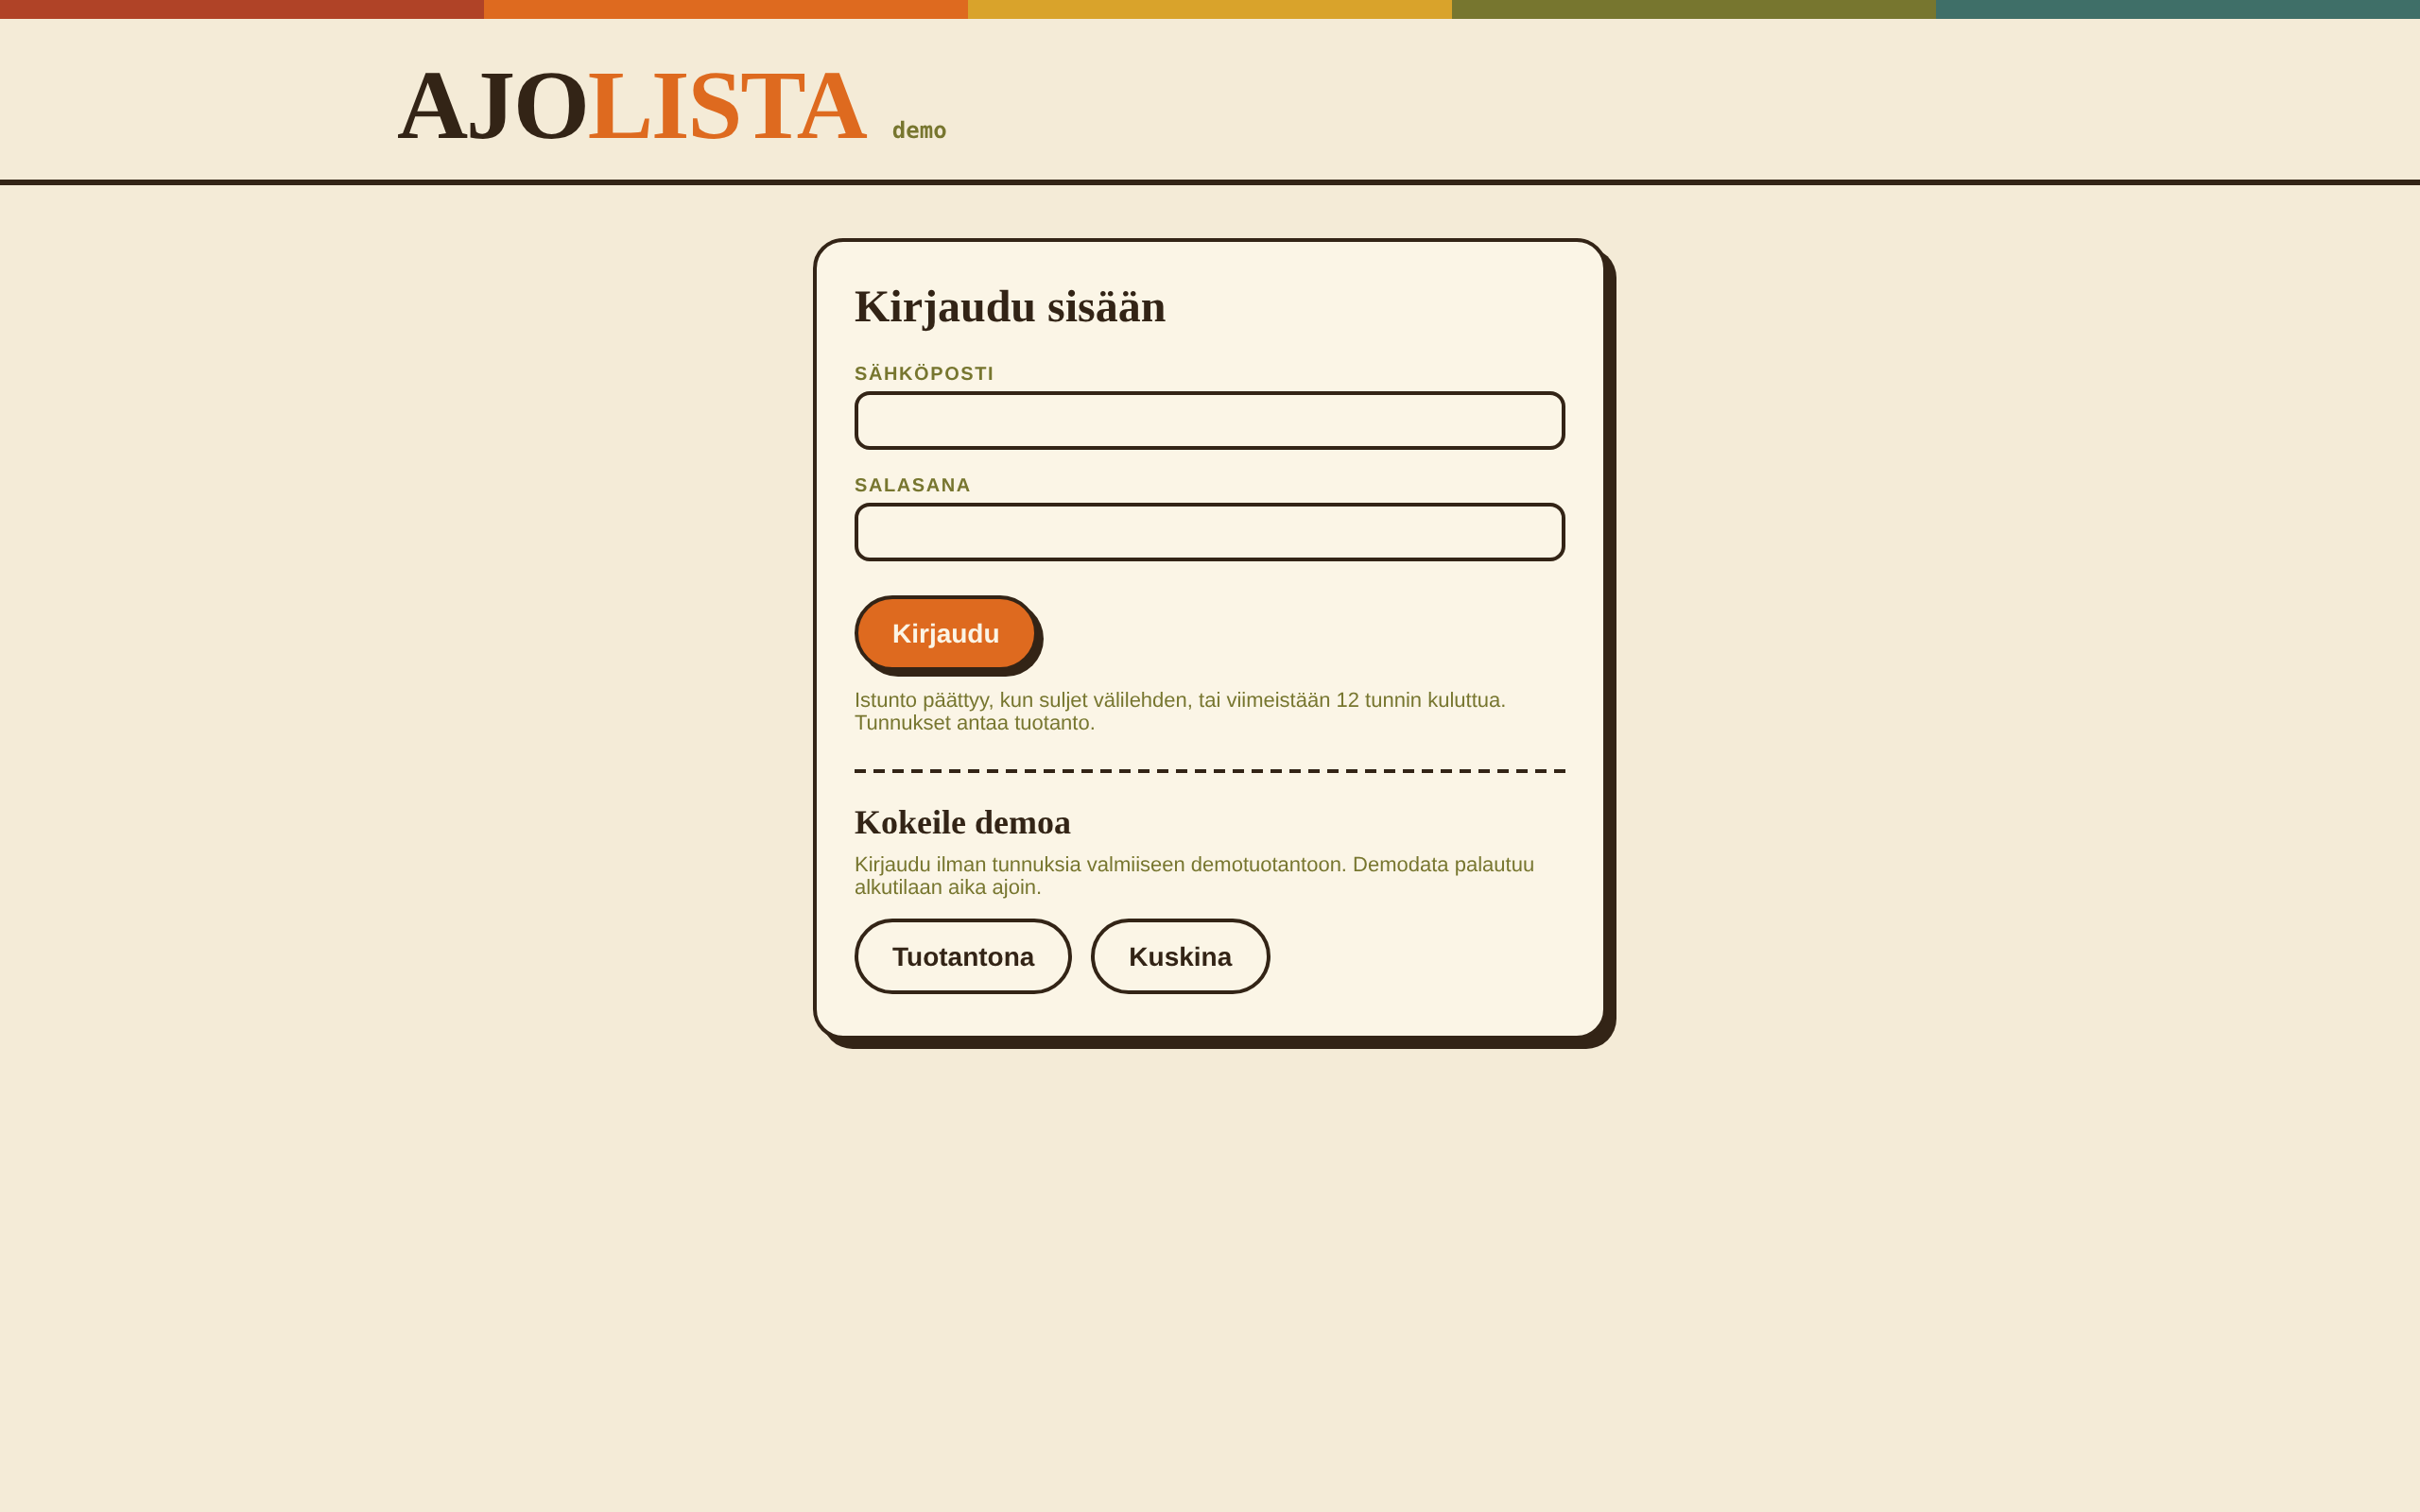 AJOLISTA demo
Kirjaudu sisään
SÄHKÖPOSTI
SALASANA
Kirjaudu
Istunto päättyy, kun suljet välilehden, tai viimeistään 12 tunnin kuluttua.
Tunnukset antaa tuotanto.
Kokeile demoa
Kirjaudu ilman tunnuksia valmiiseen demotuotantoon. Demodata palautuu
alkutilaan aika ajoin.
Tuotantona Kuskina